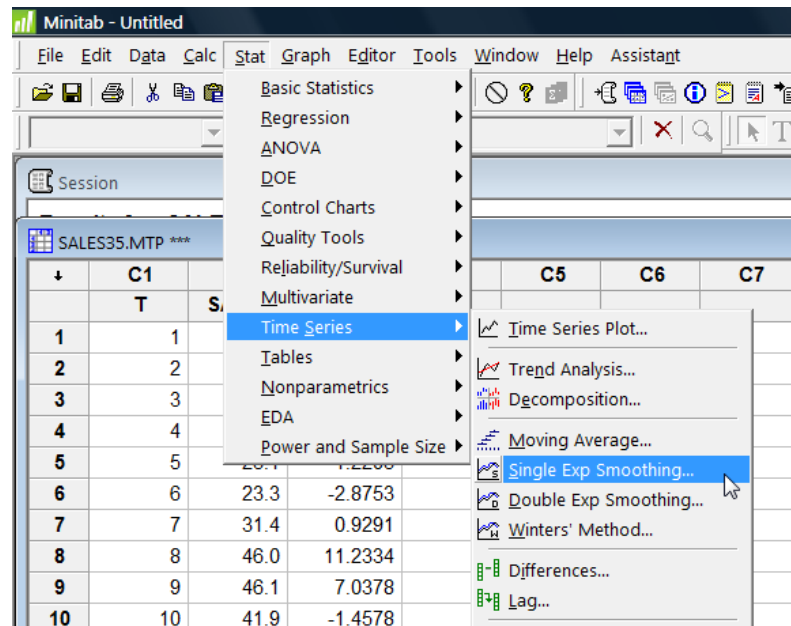 Minitab - Untitled
File Edit Data Calc Stat Graph Editor Tools Window Help Assistant
Basic Statistics
Regression
ANOVA
DOE
Control Charts
Quality Tools
Reliability/Survival
Multivariate
Time Series
Tables
Nonparametrics
EDA
Power and Sample Size
Time Series Plot...
Trend Analysis...
Decomposition...
Moving Average...
Single Exp Smoothing...
Double Exp Smoothing...
Winters' Method...
Differences...
Lag...
Session
SALES35.MTP ***
C1 C5 C6 C7
T
1 1
2 2
3 3
4 4
5 5
6 6 23.3 -2.8753
7 7 31.4 0.9291
8 8 46.0 11.2334
9 9 46.1 7.0378
10 10 41.9 -1.4578